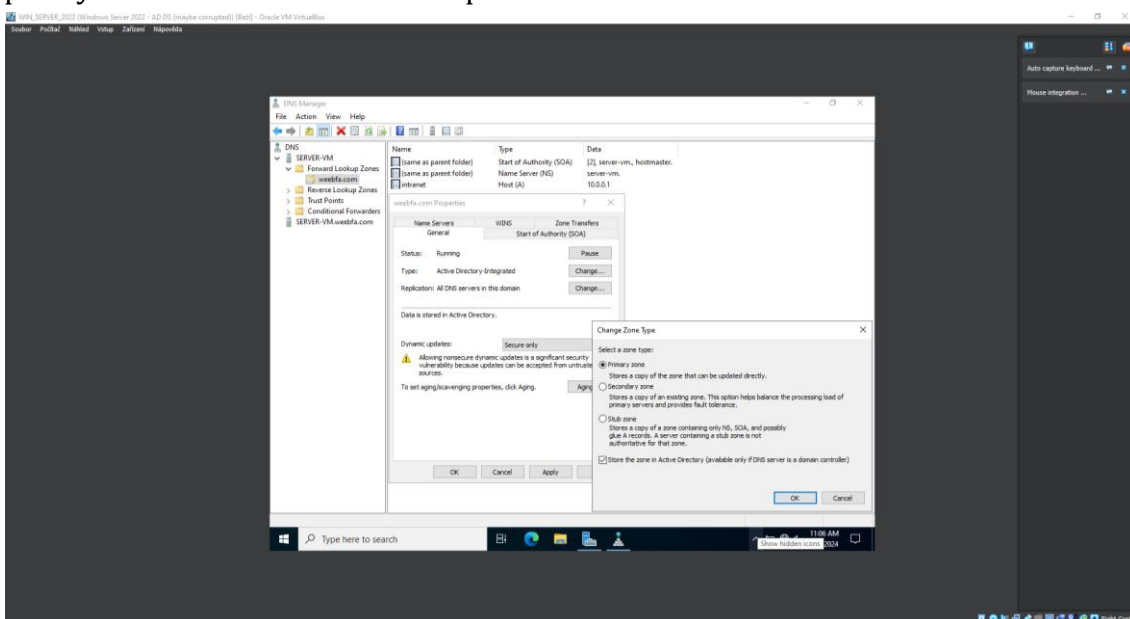 WIN_SERVER_2022 (Windows Server 2022 - AD DS (maybe corrupted)) [Beží] - Oracle VM VirtualBox
Soubor Počítač Náhled Vstup Zařízení Nápověda
Auto capture keyboard ...
Mouse integration ...
DNS Manager
File Action View Help
DNS
SERVER-VM
Forward Lookup Zones
weebfa.com
Reverse Lookup Zones
Trust Points
Conditional Forwarders
SERVER-VM.weebfa.com
Name Type Data
(same as parent folder) Start of Authority (SOA) [2], server-vm., hostmaster.
(same as parent folder) Name Server (NS) server-vm.
intranet Host (A) 10.0.0.1
weebfa.com Properties
Name Servers WINS Zone Transfers
General Start of Authority (SOA)
Status: Running Pause
Type: Active Directory-Integrated Change...
Replication: All DNS servers in this domain Change...
Data is stored in Active Directory.
Dynamic updates: Secure only
Allowing nonsecure dynamic updates is a significant security
vulnerability because updates can be accepted from untruste
sources.
To set aging/scavenging properties, click Aging. Aging
OK Cancel Apply
Change Zone Type
Select a zone type:
Primary zone
Stores a copy of the zone that can be updated directly.
Secondary zone
Stores a copy of an existing zone. This option helps balance the processing load of
primary servers and provides fault tolerance.
Stub zone
Stores a copy of a zone containing only NS, SOA, and possibly
glue A records. A server containing a stub zone is not
authoritative for that zone.
Store the zone in Active Directory (available only if DNS server is a domain controller)
OK Cancel
Type here to search
11:06 AM
Show hidden icons
2024